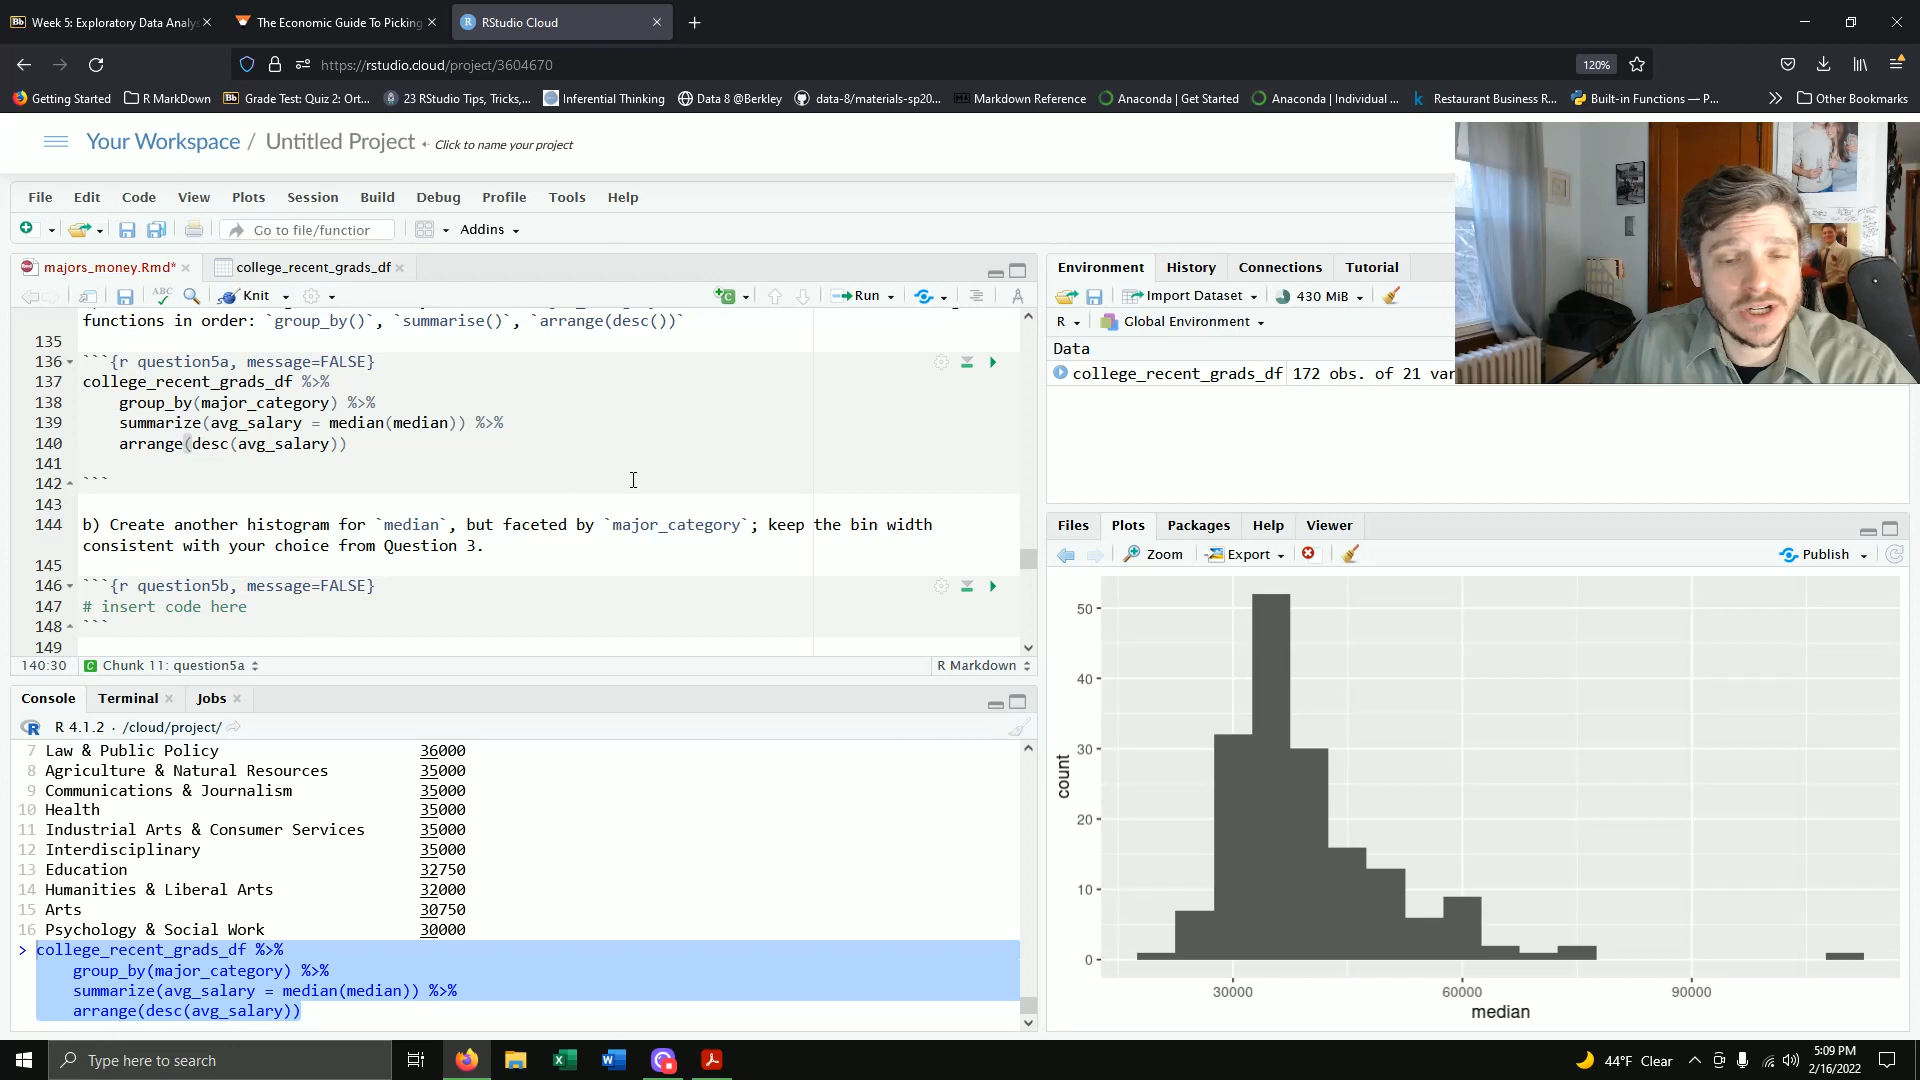 Week 5: Exploratory Data Analys
The Economic Guide To Picking
RStudio Cloud
https://rstudio.cloud/project/3604670
120%
Getting Started
R MarkDown
Grade Test: Quiz 2: Ort...
23 RStudio Tips, Tricks,...
Inferential Thinking
Data 8 @Berkley
data-8/materials-sp20...
Markdown Reference
Anaconda | Get Started
Anaconda | Individual ...
Restaurant Business R...
Built-in Functions — P...
Other Bookmarks
Your Workspace / Untitled Project
Click to name your project
File Edit Code View Plots Session Build Debug Profile Tools Help
Go to file/function
Addins
majors_money.Rmd*
college_recent_grads_df
Knit
Run
functions in order: `group_by()`, `summarise()`, `arrange(desc())`
135
136 ```{r question5a, message=FALSE}
137 college_recent_grads_df %>%
138 group_by(major_category) %>%
139 summarize(avg_salary = median(median)) %>%
140 arrange(desc(avg_salary))
141
142 ```
143
144 b) Create another histogram for `median`, but faceted by `major_category`; keep the bin width
consistent with your choice from Question 3.
145
146 ```{r question5b, message=FALSE}
147 # insert code here
148 ```
149
140:30 Chunk 11: question5a R Markdown
Console Terminal Jobs
R 4.1.2 · /cloud/project/
7 Law & Public Policy 36000
8 Agriculture & Natural Resources 35000
9 Communications & Journalism 35000
10 Health 35000
11 Industrial Arts & Consumer Services 35000
12 Interdisciplinary 35000
13 Education 32750
14 Humanities & Liberal Arts 32000
15 Arts 30750
16 Psychology & Social Work 30000
> college_recent_grads_df %>%
group_by(major_category) %>%
summarize(avg_salary = median(median)) %>%
arrange(desc(avg_salary))
Environment History Connections Tutorial
Import Dataset
430 MiB
R Global Environment
Data
college_recent_grads_df 172 obs. of 21 var
Files Plots Packages Help Viewer
Zoom Export Publish
50
40
30
20
10
0
count
30000 60000 90000
median
Type here to search
44°F Clear
5:09 PM
2/16/2022